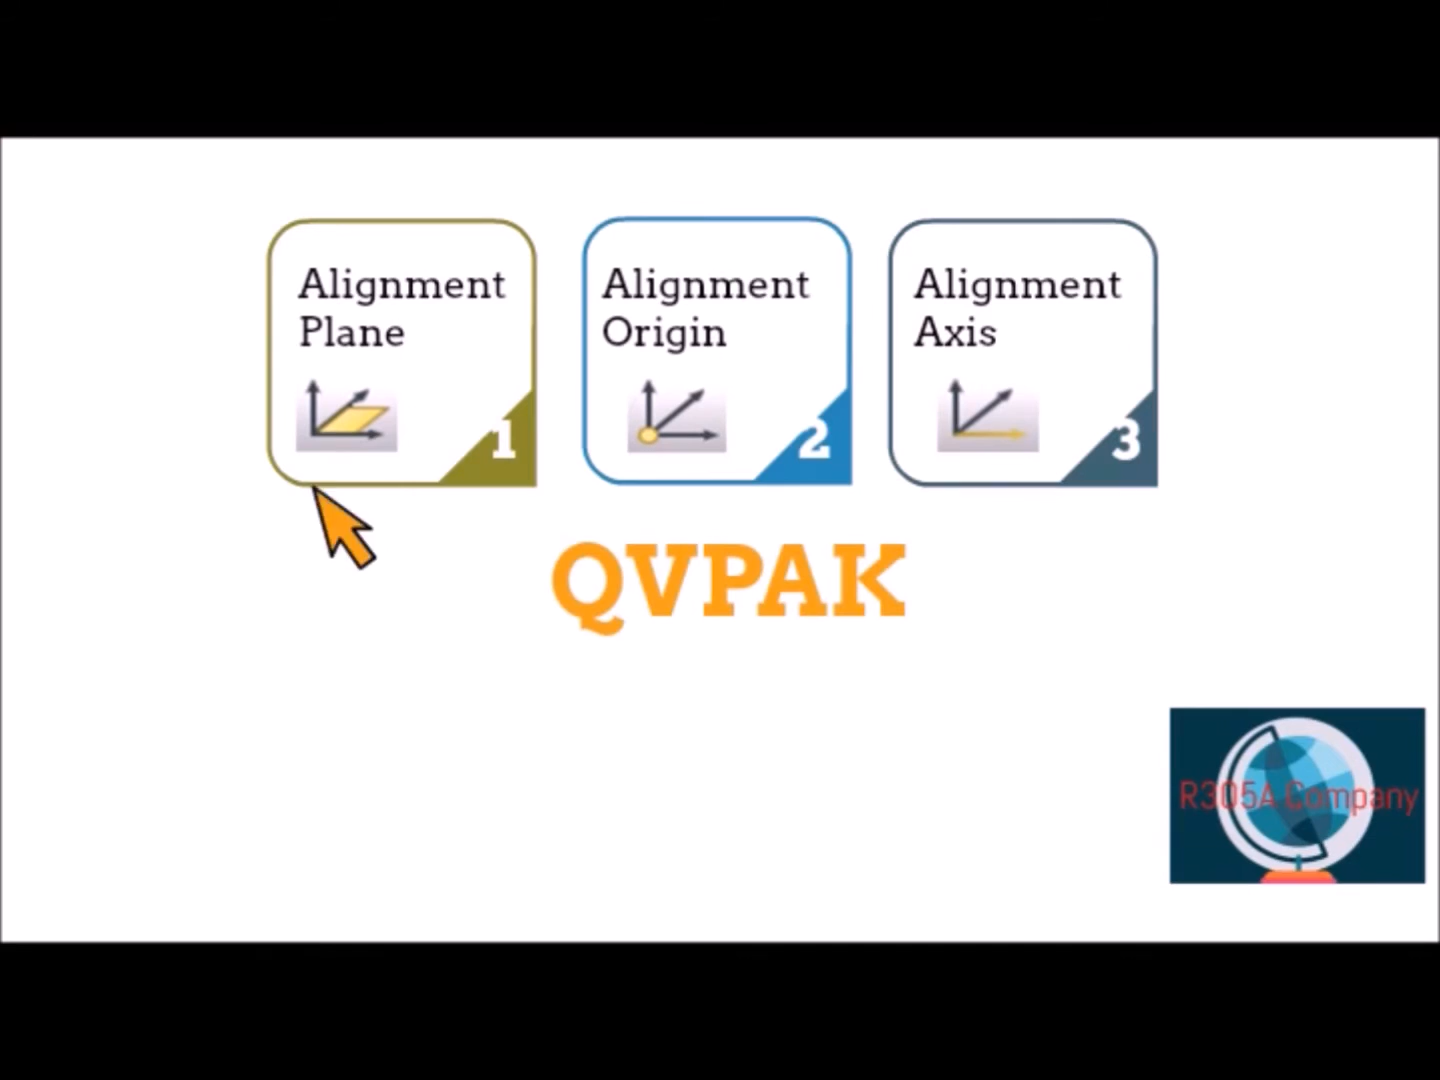 Alignment
Plane
1
Alignment
Origin
2
Alignment
Axis
3
QVPAK
R305A Company